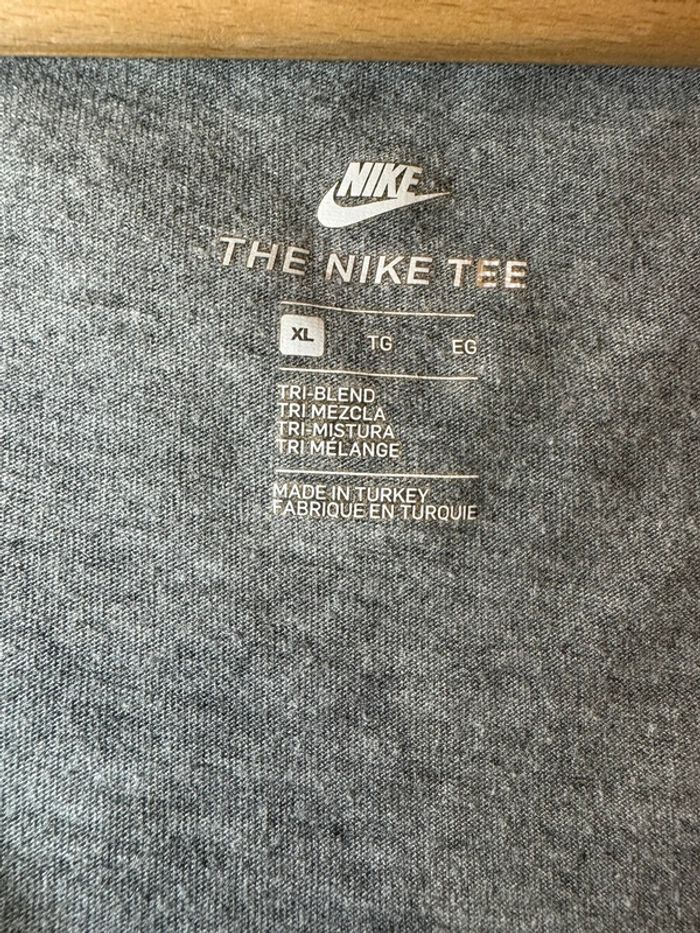 NIKE
THE NIKE TEE
XL TG EG
TRI-BLEND
TRI MEZCLA
TRI-MISTURA
TRI MÉLANGE
MADE IN TURKEY
FABRIQUE EN TURQUIE